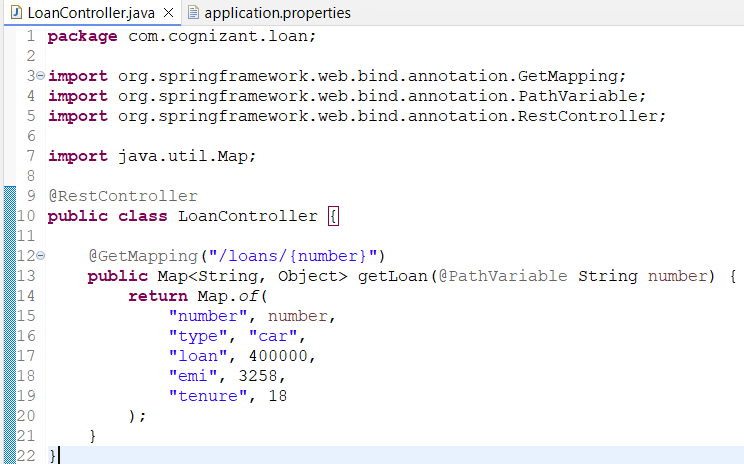 LoanController.java application.properties
1 package com.cognizant.loan;
2
3 import org.springframework.web.bind.annotation.GetMapping;
4 import org.springframework.web.bind.annotation.PathVariable;
5 import org.springframework.web.bind.annotation.RestController;
6
7 import java.util.Map;
8
9 @RestController
10 public class LoanController {
11
12     @GetMapping("/loans/{number}")
13     public Map<String, Object> getLoan(@PathVariable String number) {
14         return Map.of(
15             "number", number,
16             "type", "car",
17             "loan", 400000,
18             "emi", 3258,
19             "tenure", 18
20         );
21     }
22 }